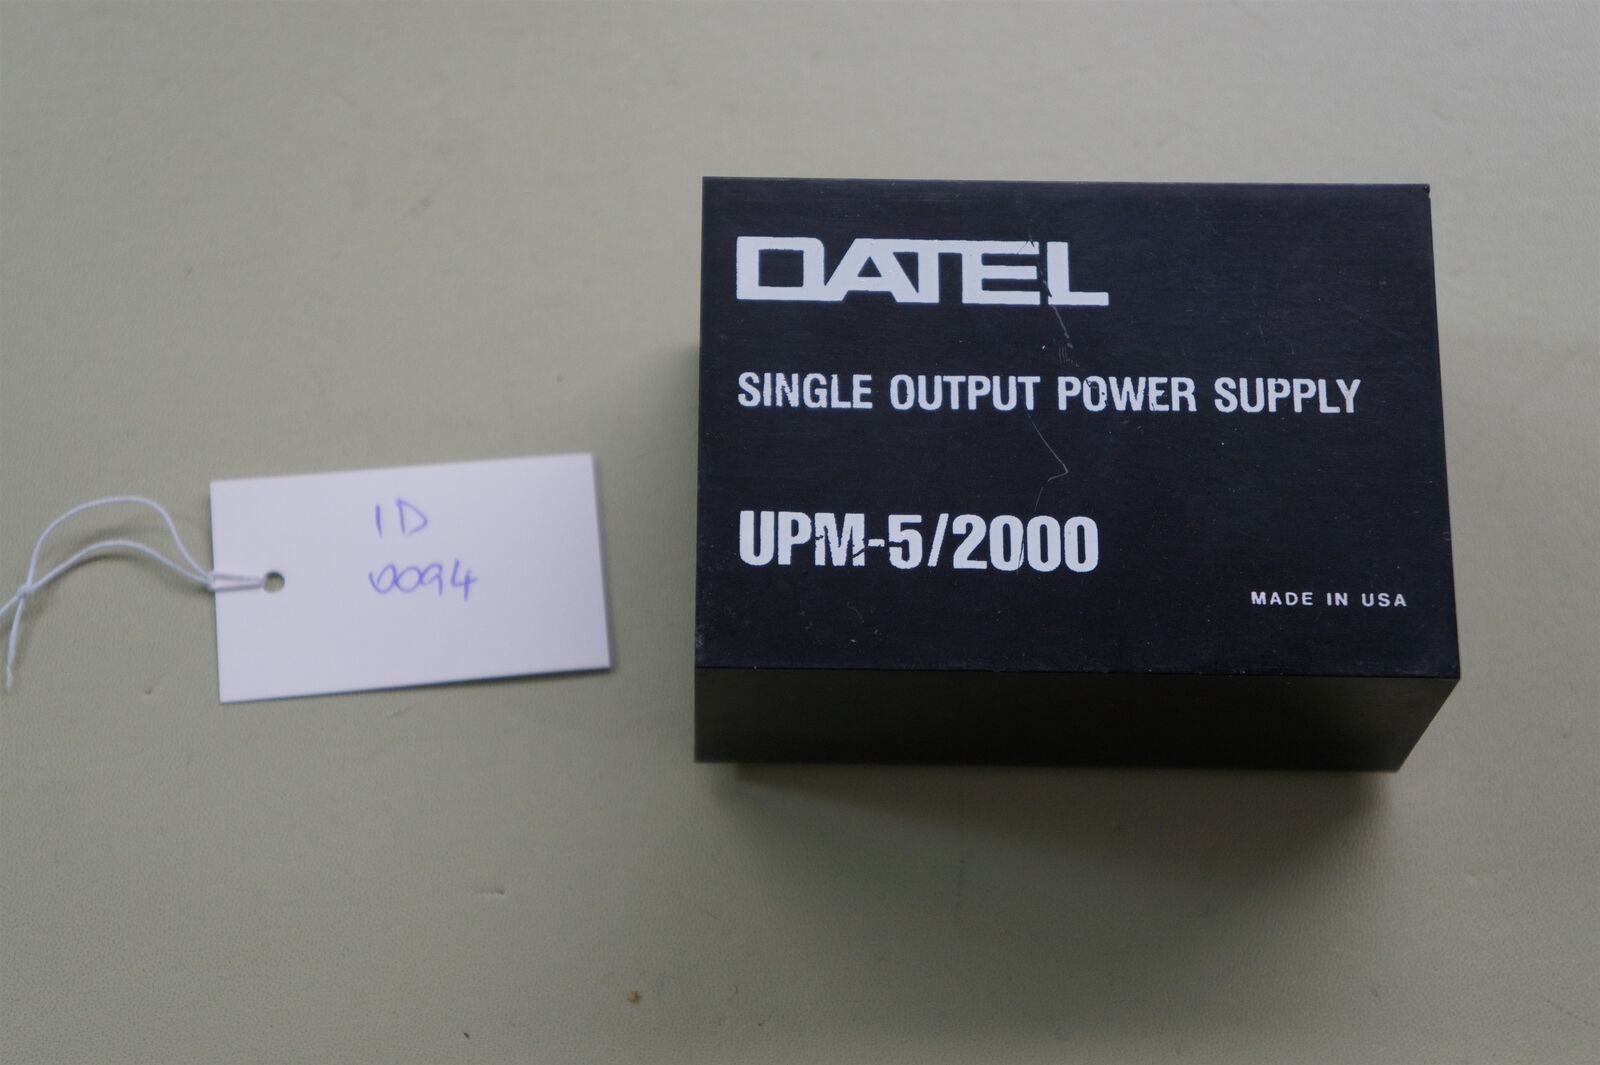 ID
0094
DATEL
SINGLE OUTPUT POWER SUPPLY
UPM-5/2000
MADE IN USA